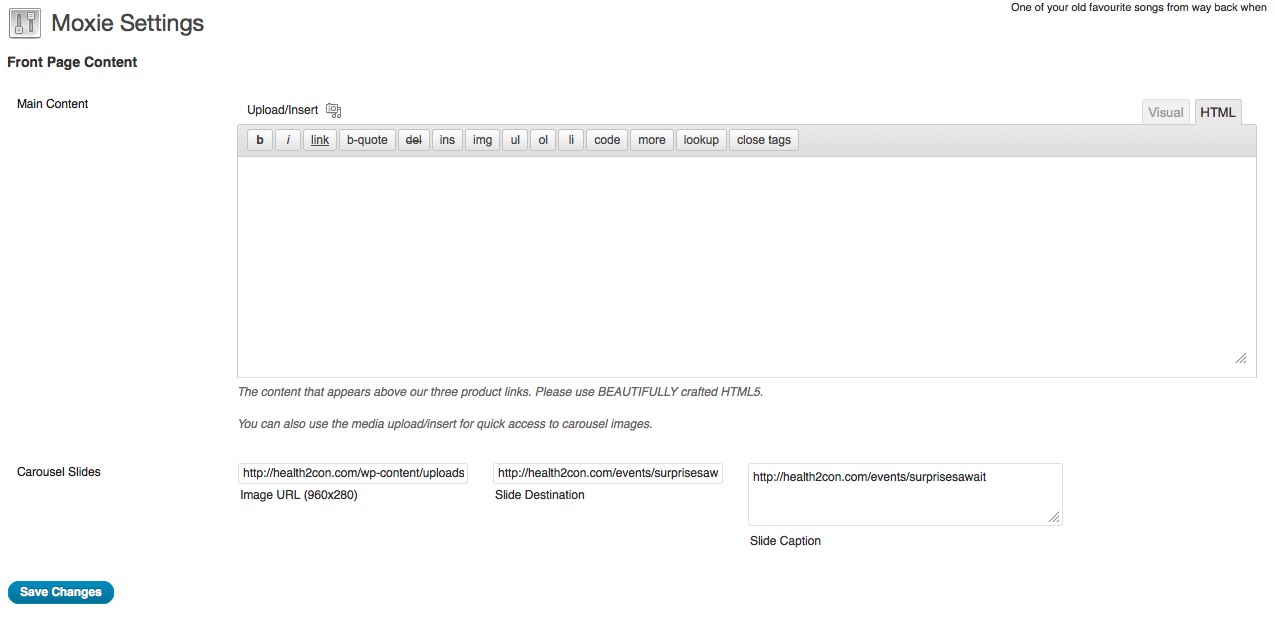 Moxie Settings
One of your old favourite songs from way back when
Front Page Content
Main Content
Upload/Insert
Visual
HTML
b i link b-quote del ins img ul ol li code more lookup close tags
The content that appears above our three product links. Please use BEAUTIFULLY crafted HTML5.
You can also use the media upload/insert for quick access to carousel images.
Carousel Slides
http://health2con.com/wp-content/uploads
http://health2con.com/events/surprisesaw
http://health2con.com/events/surprisesawait
Image URL (960x280)
Slide Destination
Slide Caption
Save Changes